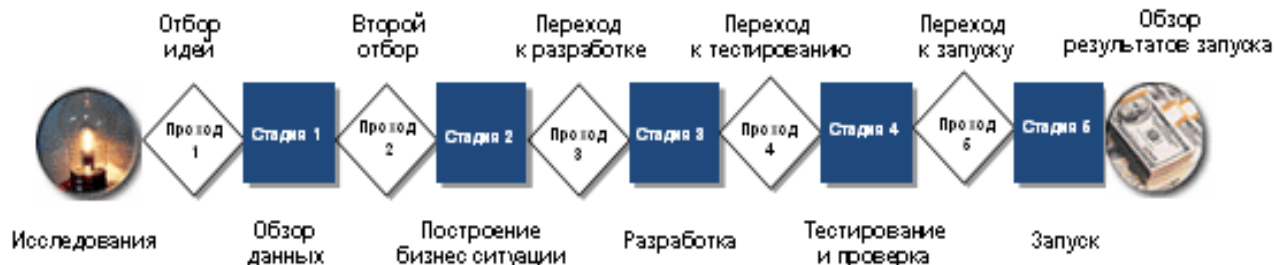 Отбор
идей
Второй
отбор
Переход
к разработке
Переход
к тестированию
Переход
к запуску
Обзор
результатов запуска
Проход
1
Стадия 1
Проход
2
Стадия 2
Проход
3
Стадия 3
Проход
4
Стадия 4
Проход
5
Стадия 5
Исследования
Обзор
данных
Построение
бизнес ситуации
Разработка
Тестирование
и проверка
Запуск